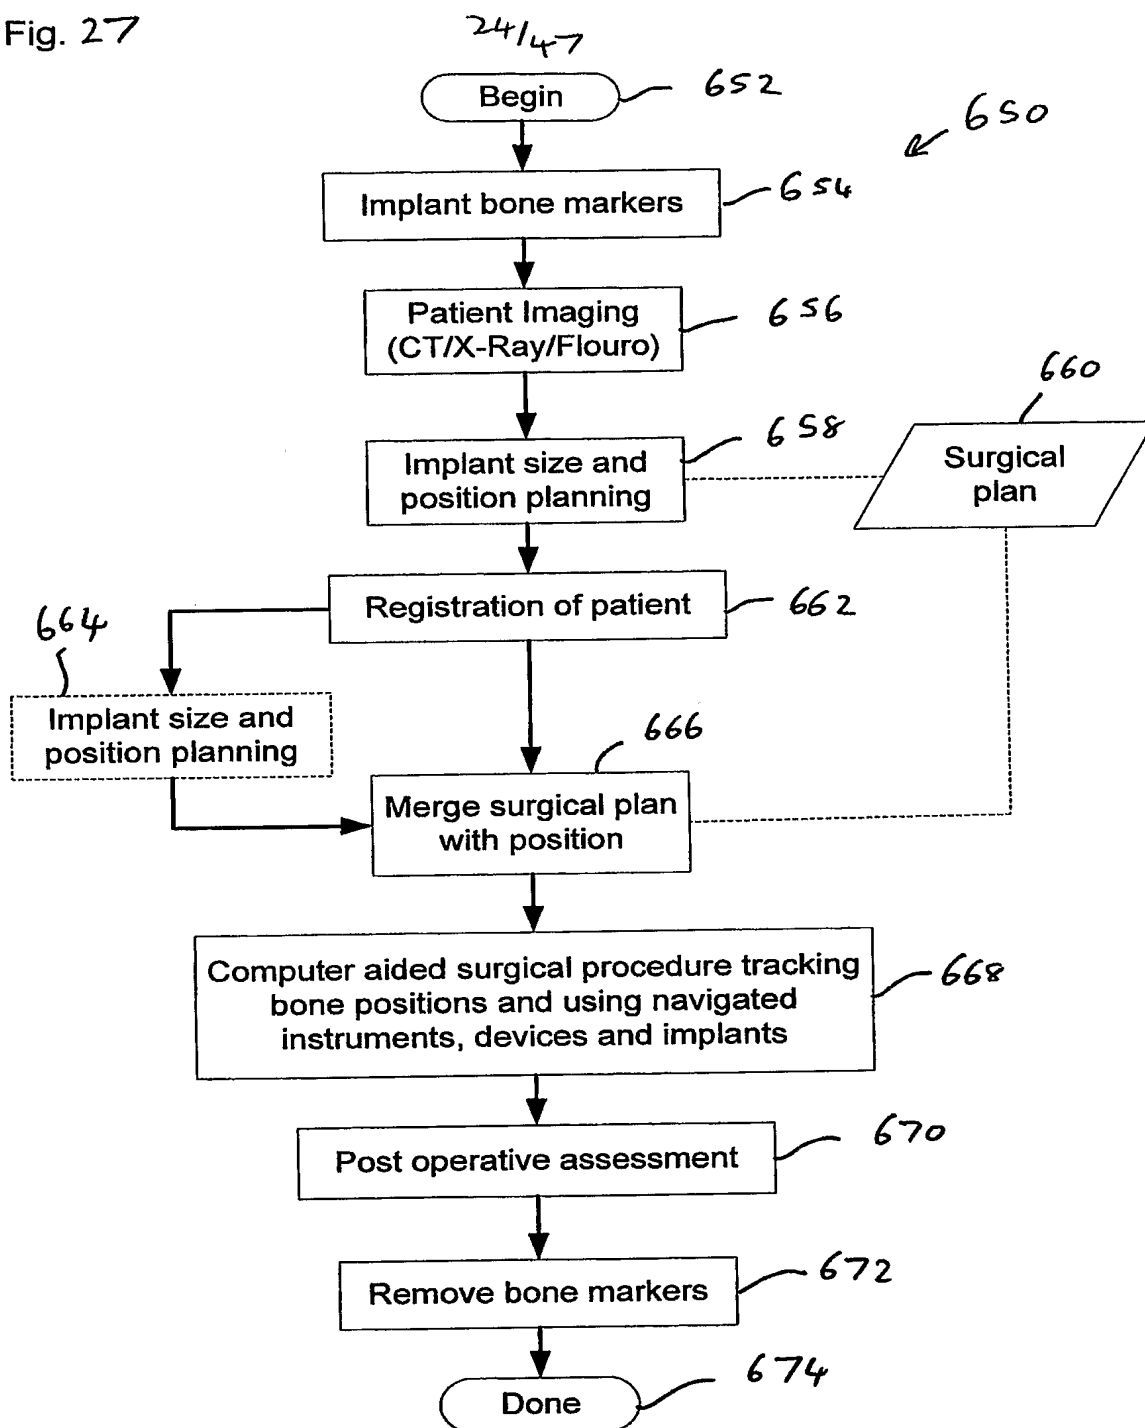 Fig. 27
24/47
Begin
652
650
Implant bone markers
654
Patient Imaging
(CT/X-Ray/Flouro)
656
660
Implant size and
position planning
658
Surgical
plan
Registration of patient
662
664
Implant size and
position planning
666
Merge surgical plan
with position
Computer aided surgical procedure tracking
bone positions and using navigated
instruments, devices and implants
668
Post operative assessment
670
Remove bone markers
672
Done
674